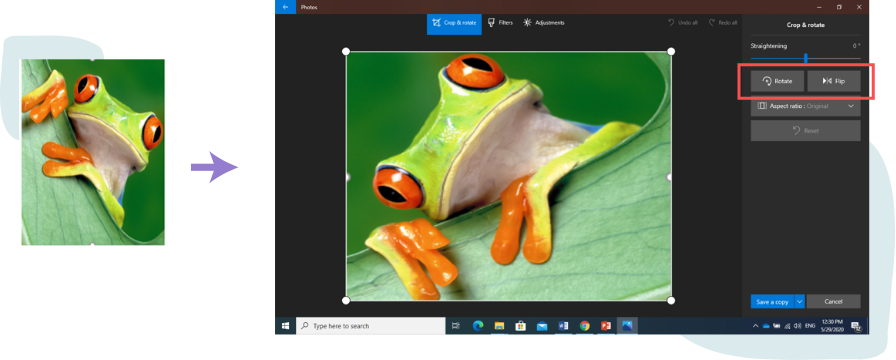 Photos
Crop & rotate
Filters
Adjustments
Undo all
Redo all
Crop & rotate
Straightening
0 °
Rotate
Flip
Aspect ratio : Original
Reset
Save a copy
Cancel
Type here to search
ENG
12:30 PM
5/29/2020